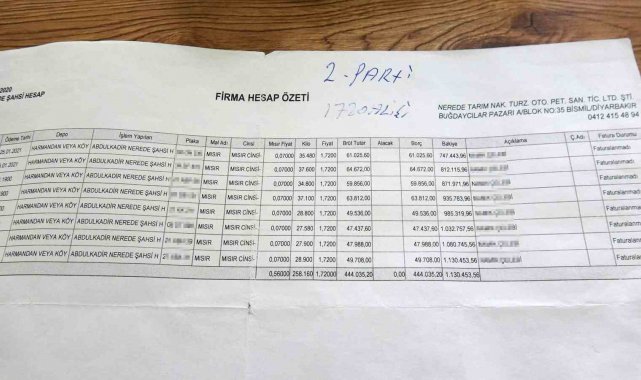 2020
ŞAHSİ HESAP
2-PARTİ
FİRMA HESAP ÖZETİ
1720-
NEREDE TARIM NAK. TURZ. OTO. PET. SAN. TİC. LTD. ŞTİ
BUĞDAYCILAR PAZARI A/BLOK NO:35 BİSMİL/DİYARBAKIR
0412 415 48 94
Ödeme Tarihi Depo İşlem Yapılan Plaka Mal Adı Cinsi Mısır Fiyat Kilo Fiyat Brüt Tutar Alacak Borç Bakiye Açıklama Ç.Adı Fatura Durumu
.01.2021 HARMANDAN VEYA KÖY ABDULKADİR NEREDE ŞAHSİ H MISIR MISIR CİNSİ- 0,07000 35.480 1,7200 61.025,60 61.025,60 747.443,96 Faturalanmadı
.01.2021 HARMANDAN VEYA KÖY ABDULKADİR NEREDE ŞAHSİ H MISIR MISIR CİNSİ- 0,07000 37.600 1,7200 64.672,00 64.672,00 812.115,96 Faturalanmadı
.1900 HARMANDAN VEYA KÖY ABDULKADİR NEREDE ŞAHSİ H MISIR MISIR CİNSİ- 0,07000 34.800 1,7200 59.856,00 59.856,00 871.971,96 Faturalanmadı
1900 HARMANDAN VEYA KÖY ABDULKADİR NEREDE ŞAHSİ H MISIR MISIR CİNSİ- 0,07000 37.100 1,7200 63.812,00 63.812,00 935.783,96 Faturalanmadı
HARMANDAN VEYA KÖY ABDULKADİR NEREDE ŞAHSİ H MISIR MISIR CİNSİ- 0,07000 28.800 1,7200 49.536,00 49.536,00 985.319,96 Faturalanmadı
HARMANDAN VEYA KÖY ABDULKADİR NEREDE ŞAHSİ H MISIR MISIR CİNSİ- 0,07000 27.580 1,7200 47.437,60 47.437,60 1.032.757,56 Faturalanmadı
HARMANDAN VEYA KÖY ABDULKADİR NEREDE ŞAHSİ H 21 MISIR MISIR CİNSİ- 0,07000 27.900 1,7200 47.988,00 47.988,00 1.080.745,56 Faturalanmadı
HARMANDAN VEYA KÖY ABDULKADİR NEREDE ŞAHSİ H MISIR MISIR CİNSİ- 0,07000 28.900 1,7200 49.708,00 49.708,00 1.130.453,56 Faturalanmadı
0,56000 258.160 1,72000 444.035,20 0,00 444.035,20 1.130.453,56